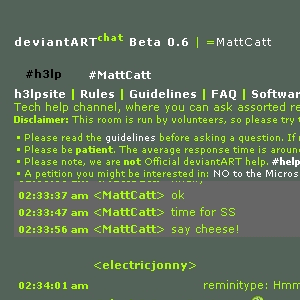 deviantARTchat Beta 0.6 | =MattCatt
#h3lp #MattCatt
h3lpsite | Rules | Guidelines | FAQ | Softwar
Tech help channel, where you can ask assorted re
Disclaimer: This room is run by volunteers, so please try
• Please read the guidelines before asking a question. If
• Please be patient. The average response time is aroun
• Please note, we are not Official deviantART help. #help
• A petition you might be interested in: NO to the Micros
02:33:37 am <MattCatt> ok
02:33:47 am <MattCatt> time for SS
02:33:56 am <MattCatt> say cheese!
<electricjonny>
02:34:01 am reminitype: Hmm